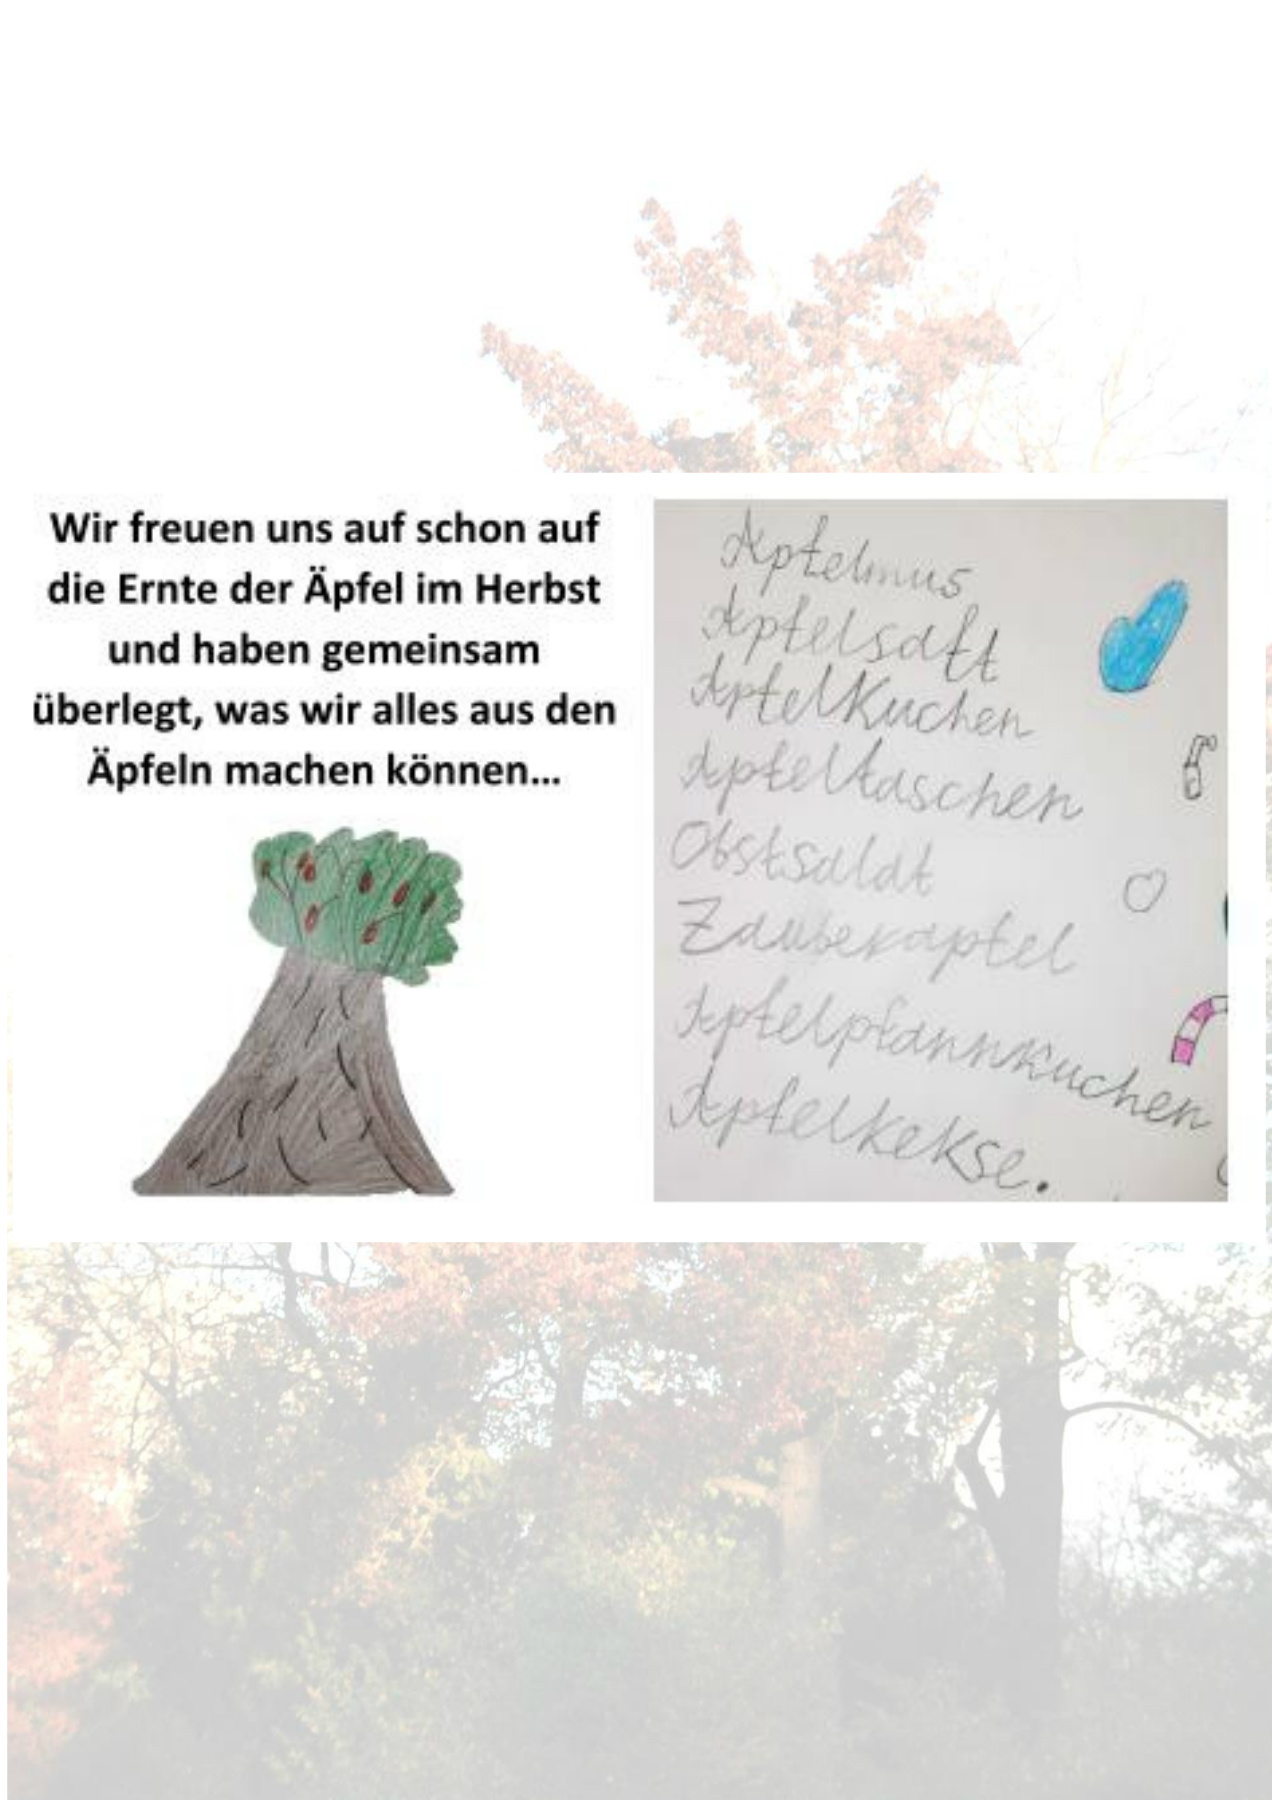 Wir freuen uns auf schon auf
die Ernte der Äpfel im Herbst
und haben gemeinsam
überlegt, was wir alles aus den
Äpfeln machen können...
Apfelmus
Apfelsaft
ApfelKuchen
Apfeltaschen
Obstsalat
Zauberapfel
Apfelpfannkuchen
Apfelkekse.